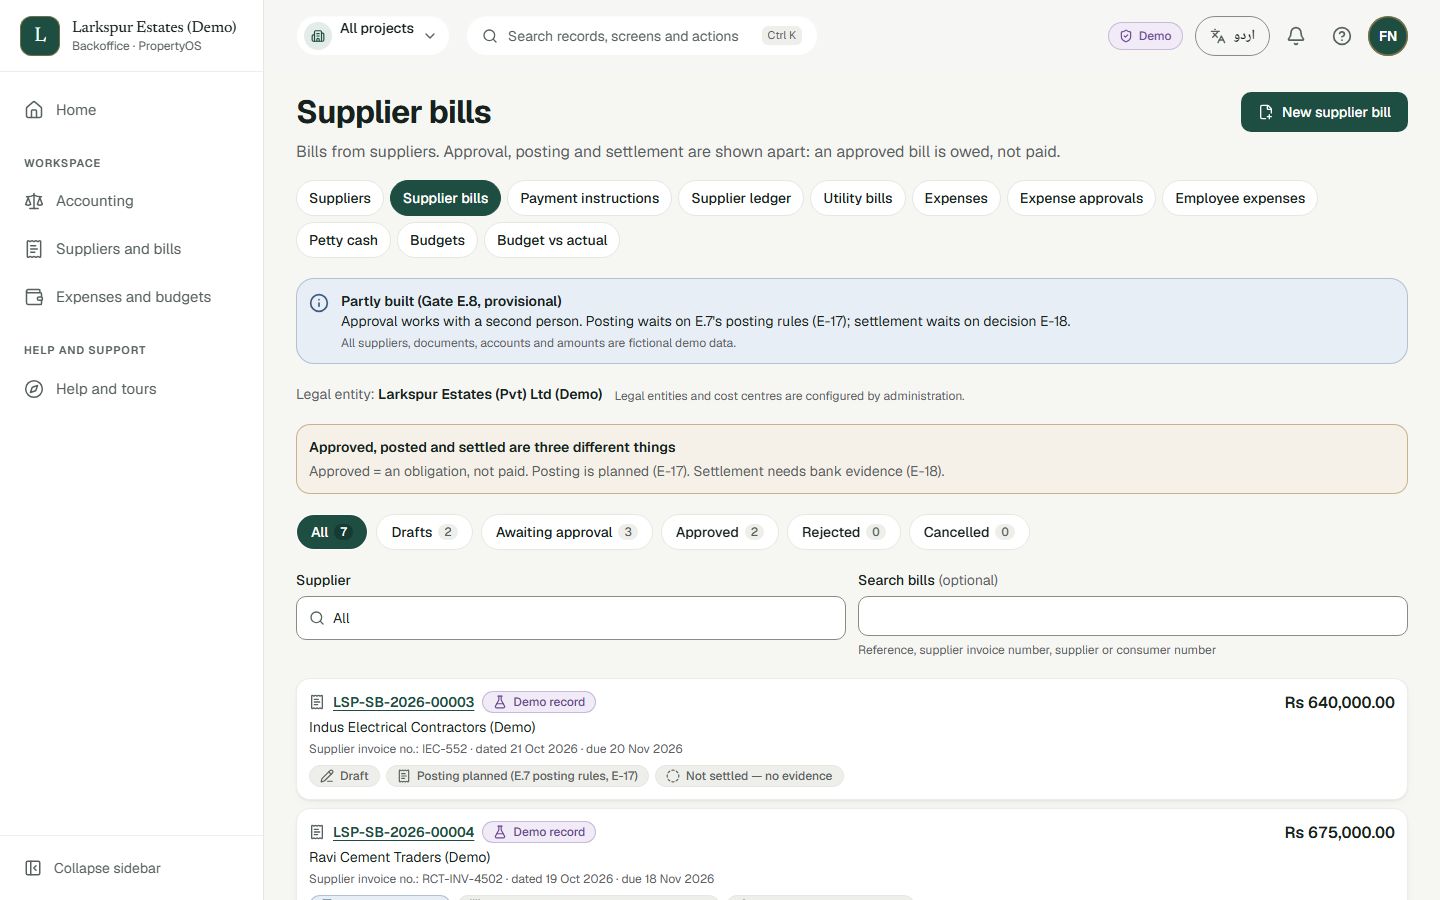 L
Larkspur Estates (Demo)
Backoffice · PropertyOS
All projects
Search records, screens and actions
Ctrl K
Demo
اردو
FN
Home
WORKSPACE
Accounting
Suppliers and bills
Expenses and budgets
HELP AND SUPPORT
Help and tours
Collapse sidebar
Supplier bills
New supplier bill
Bills from suppliers. Approval, posting and settlement are shown apart: an approved bill is owed, not paid.
Suppliers
Supplier bills
Payment instructions
Supplier ledger
Utility bills
Expenses
Expense approvals
Employee expenses
Petty cash
Budgets
Budget vs actual
Partly built (Gate E.8, provisional)
Approval works with a second person. Posting waits on E.7's posting rules (E-17); settlement waits on decision E-18.
All suppliers, documents, accounts and amounts are fictional demo data.
Legal entity: Larkspur Estates (Pvt) Ltd (Demo) Legal entities and cost centres are configured by administration.
Approved, posted and settled are three different things
Approved = an obligation, not paid. Posting is planned (E-17). Settlement needs bank evidence (E-18).
All 7
Drafts 2
Awaiting approval 3
Approved 2
Rejected 0
Cancelled 0
Supplier
All
Search bills (optional)
Reference, supplier invoice number, supplier or consumer number
LSP-SB-2026-00003 Demo record Rs 640,000.00
Indus Electrical Contractors (Demo)
Supplier invoice no.: IEC-552 · dated 21 Oct 2026 · due 20 Nov 2026
Draft
Posting planned (E.7 posting rules, E-17)
Not settled — no evidence
LSP-SB-2026-00004 Demo record Rs 675,000.00
Ravi Cement Traders (Demo)
Supplier invoice no.: RCT-INV-4502 · dated 19 Oct 2026 · due 18 Nov 2026